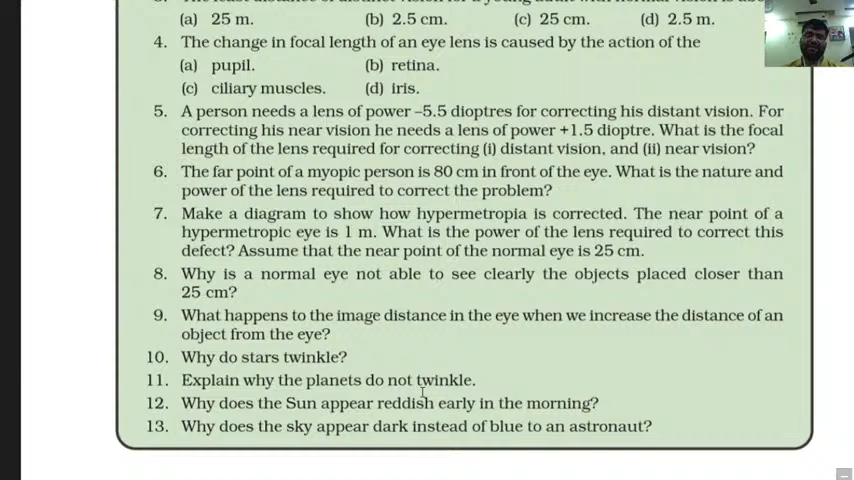 (a) 25 m. (b) 2.5 cm. (c) 25 cm. (d) 2.5 m.
4. The change in focal length of an eye lens is caused by the action of the
(a) pupil. (b) retina.
(c) ciliary muscles. (d) iris.
5. A person needs a lens of power –5.5 dioptres for correcting his distant vision. For
correcting his near vision he needs a lens of power +1.5 dioptre. What is the focal
length of the lens required for correcting (i) distant vision, and (ii) near vision?
6. The far point of a myopic person is 80 cm in front of the eye. What is the nature and
power of the lens required to correct the problem?
7. Make a diagram to show how hypermetropia is corrected. The near point of a
hypermetropic eye is 1 m. What is the power of the lens required to correct this
defect? Assume that the near point of the normal eye is 25 cm.
8. Why is a normal eye not able to see clearly the objects placed closer than
25 cm?
9. What happens to the image distance in the eye when we increase the distance of an
object from the eye?
10. Why do stars twinkle?
11. Explain why the planets do not twinkle.
12. Why does the Sun appear reddish early in the morning?
13. Why does the sky appear dark instead of blue to an astronaut?